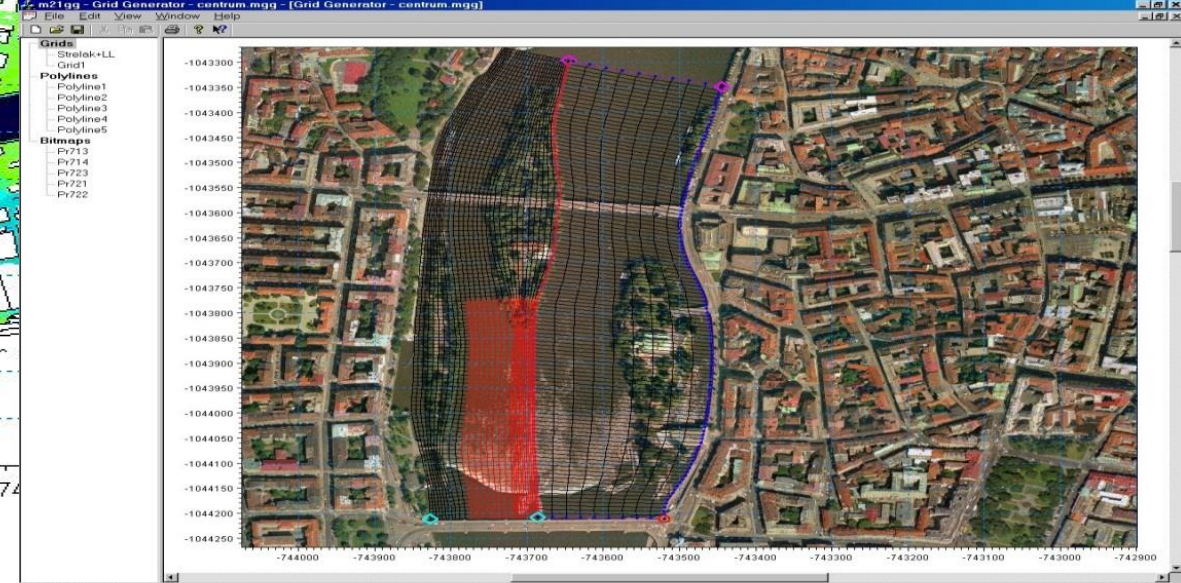 m21gg - Grid Generator - centrum.mgg - [Grid Generator - centrum.mgg]
File Edit View Window Help
Grids
Strelak+LL
Grid1
Polylines
Polyline1
Polyline2
Polyline3
Polyline4
Polyline5
Bitmaps
Pr713
Pr714
Pr723
Pr721
Pr722
-1043300
-1043350
-1043400
-1043450
-1043500
-1043550
-1043600
-1043650
-1043700
-1043750
-1043800
-1043850
-1043900
-1043950
-1044000
-1044050
-1044100
-1044150
-1044200
-1044250
-744000 -743900 -743800 -743700 -743600 -743500 -743400 -743300 -743200 -743100 -743000 -742900